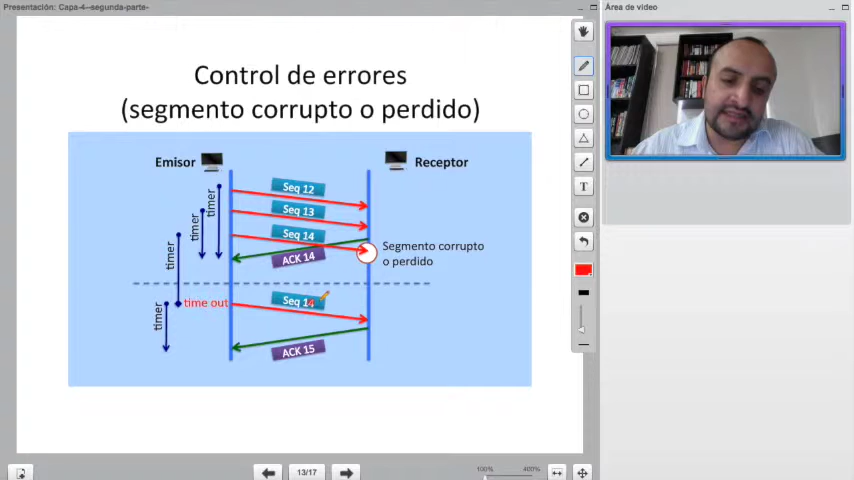 Presentación: Capa-4--segunda-parte-
Área de video
Control de errores
(segmento corrupto o perdido)
Emisor
Receptor
timer
timer
timer
timer
Seq 12
Seq 13
Seq 14
ACK 14
Segmento corrupto
o perdido
time out
Seq 14
ACK 15
T
13/17
100%
400%